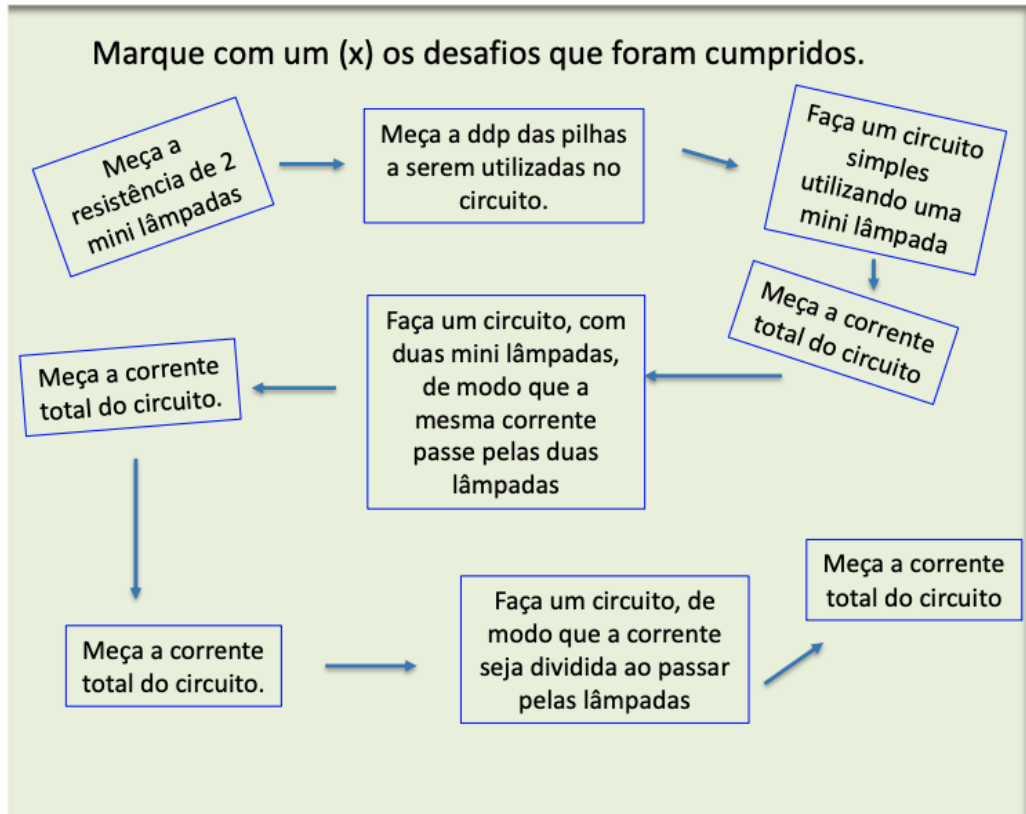 Marque com um (x) os desafios que foram cumpridos.
Meça a
resistência de 2
mini lâmpadas
Meça a ddp das pilhas
a serem utilizadas no
circuito.
Faça um circuito
simples
utilizando uma
mini lâmpada
Meça a corrente
total do circuito
Faça um circuito, com
duas mini lâmpadas,
de modo que a
mesma corrente
passe pelas duas
lâmpadas
Meça a corrente
total do circuito.
Meça a corrente
total do circuito.
Faça um circuito, de
modo que a corrente
seja dividida ao passar
pelas lâmpadas
Meça a corrente
total do circuito